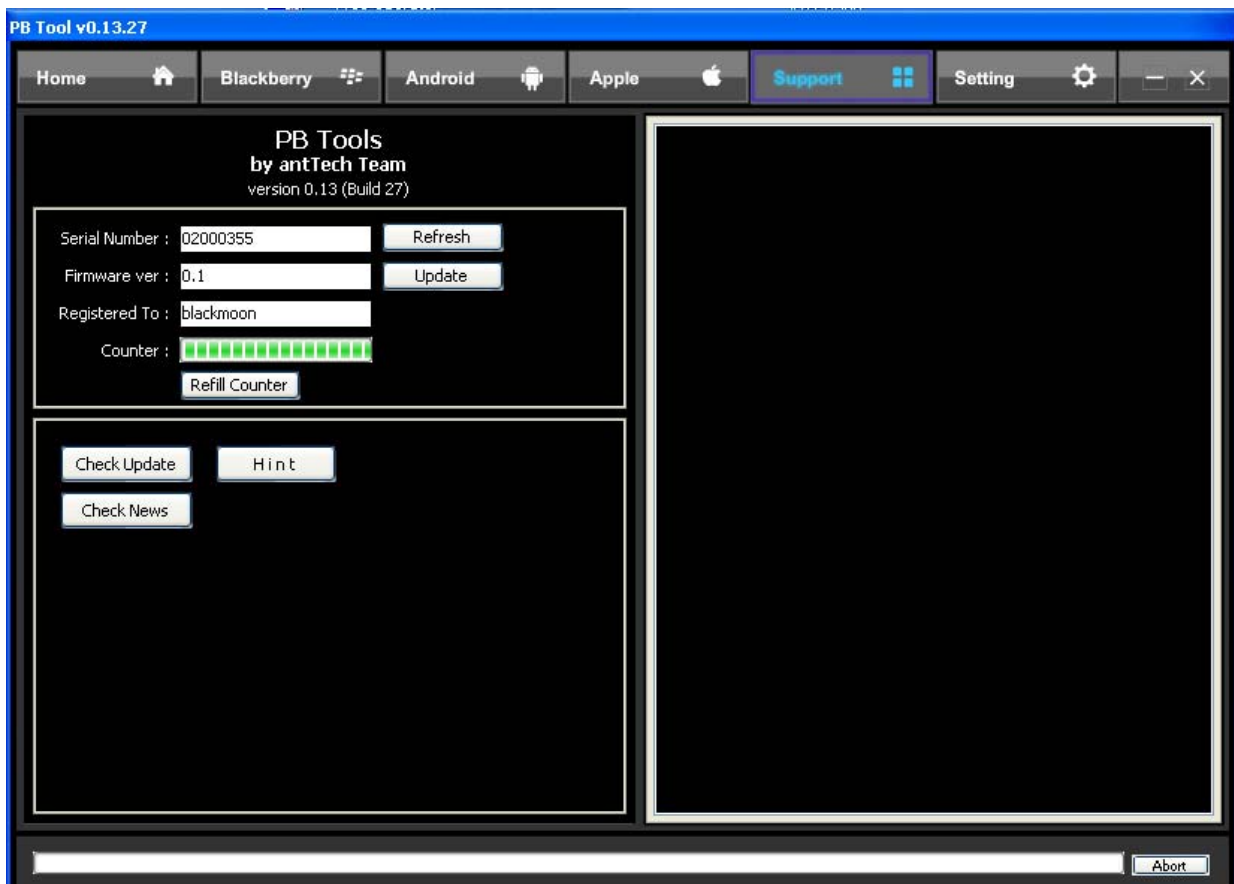 PB Tool v0.13.27
Home
Blackberry
Android
Apple
Support
Setting
PB Tools
by antTech Team
version 0.13 (Build 27)
Serial Number : 02000355 Refresh
Firmware ver : 0.1 Update
Registered To : blackmoon
Counter :
Refill Counter
Check Update Hint
Check News
Abort